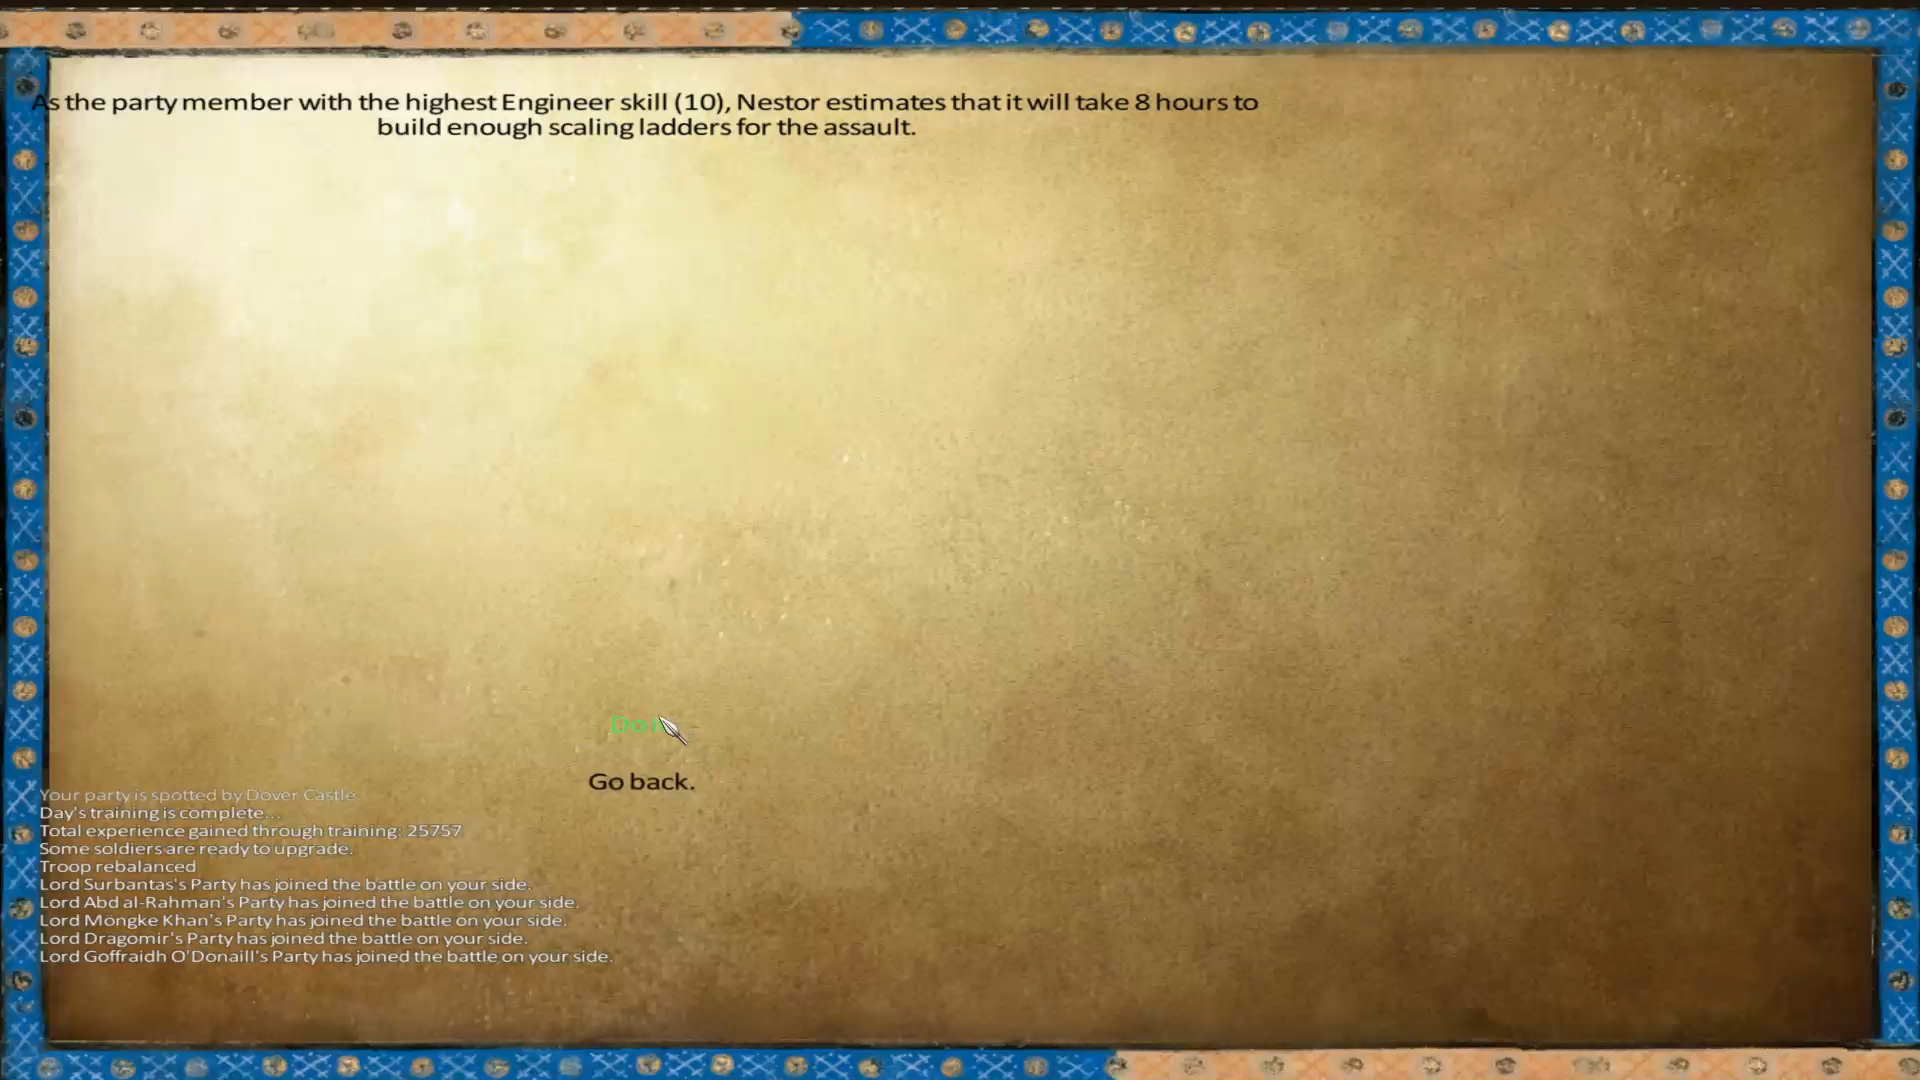 As the party member with the highest Engineer skill (10), Nestor estimates that it will take 8 hours to
build enough scaling ladders for the assault.
Do
Go back.
Your party is spotted by Dover Castle.
Day's training is complete...
Total experience gained through training: 25757
Some soldiers are ready to upgrade.
Troop rebalanced
Lord Surbantas's Party has joined the battle on your side.
Lord Abd al-Rahman's Party has joined the battle on your side.
Lord Möngke Khan's Party has joined the battle on your side.
Lord Dragomir's Party has joined the battle on your side.
Lord Goffraidh O'Donaill's Party has joined the battle on your side.